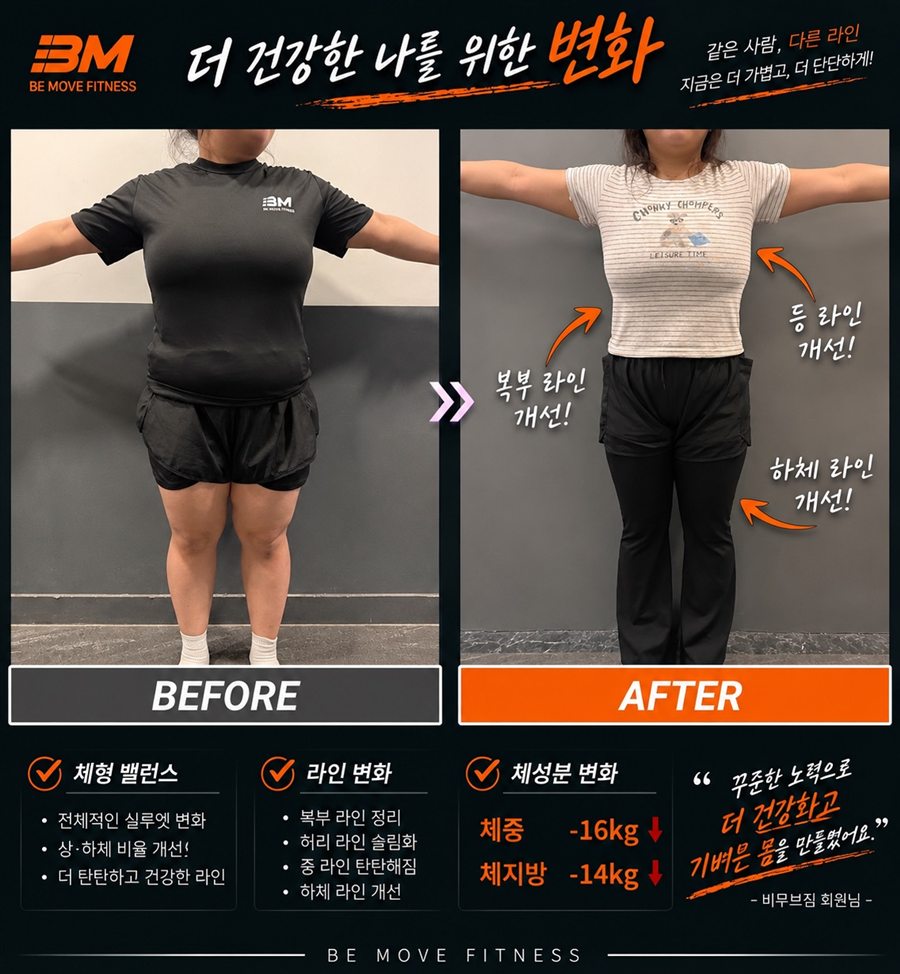 BM
BE MOVE FITNESS
더 건강한 나를 위한 변화
같은 사람, 다른 라인
지금은 더 가볍고, 더 단단하게!
BM
BE MOVE FITNESS
CHONKY CHOMPERS
LEISURE TIME
등 라인
개선!
복부 라인
개선!
하체 라인
개선!
BEFORE
AFTER
체형 밸런스
• 전체적인 실루엣 변화
• 상·하체 비율 개선!
• 더 탄탄하고 건강한 라인
라인 변화
• 복부 라인 정리
• 허리 라인 슬림화
• 중 라인 탄탄해짐
• 하체 라인 개선
체성분 변화
체중 -16kg
체지방 -14kg
“ 꾸준한 노력으로
더 건강화고
기벼믄 몸을 만들벘어요.”
- 비무브짐 회원님 -
BE MOVE FITNESS